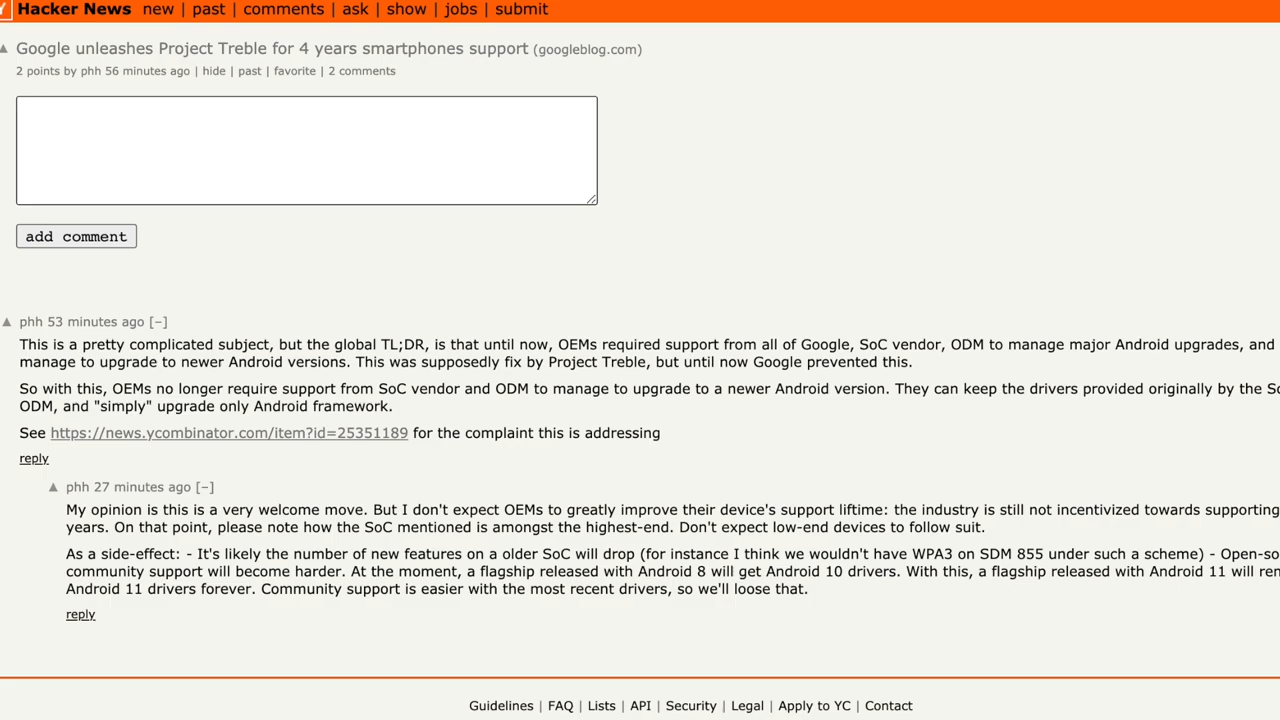 Y Hacker News new | past | comments | ask | show | jobs | submit
Google unleashes Project Treble for 4 years smartphones support (googleblog.com)
2 points by phh 56 minutes ago | hide | past | favorite | 2 comments
add comment
phh 53 minutes ago [–]
This is a pretty complicated subject, but the global TL;DR, is that until now, OEMs required support from all of Google, SoC vendor, ODM to manage major Android upgrades, and
manage to upgrade to newer Android versions. This was supposedly fix by Project Treble, but until now Google prevented this.
So with this, OEMs no longer require support from SoC vendor and ODM to manage to upgrade to a newer Android version. They can keep the drivers provided originally by the
ODM, and "simply" upgrade only Android framework.
See https://news.ycombinator.com/item?id=25351189 for the complaint this is addressing
reply
phh 27 minutes ago [–]
My opinion is this is a very welcome move. But I don't expect OEMs to greatly improve their device's support liftime: the industry is still not incentivized towards supporting
years. On that point, please note how the SoC mentioned is amongst the highest-end. Don't expect low-end devices to follow suit.
As a side-effect: - It's likely the number of new features on a older SoC will drop (for instance I think we wouldn't have WPA3 on SDM 855 under such a scheme) - Open-so
community support will become harder. At the moment, a flagship released with Android 8 will get Android 10 drivers. With this, a flagship released with Android 11 will
Android 11 drivers forever. Community support is easier with the most recent drivers, so we'll loose that.
reply
Guidelines | FAQ | Lists | API | Security | Legal | Apply to YC | Contact